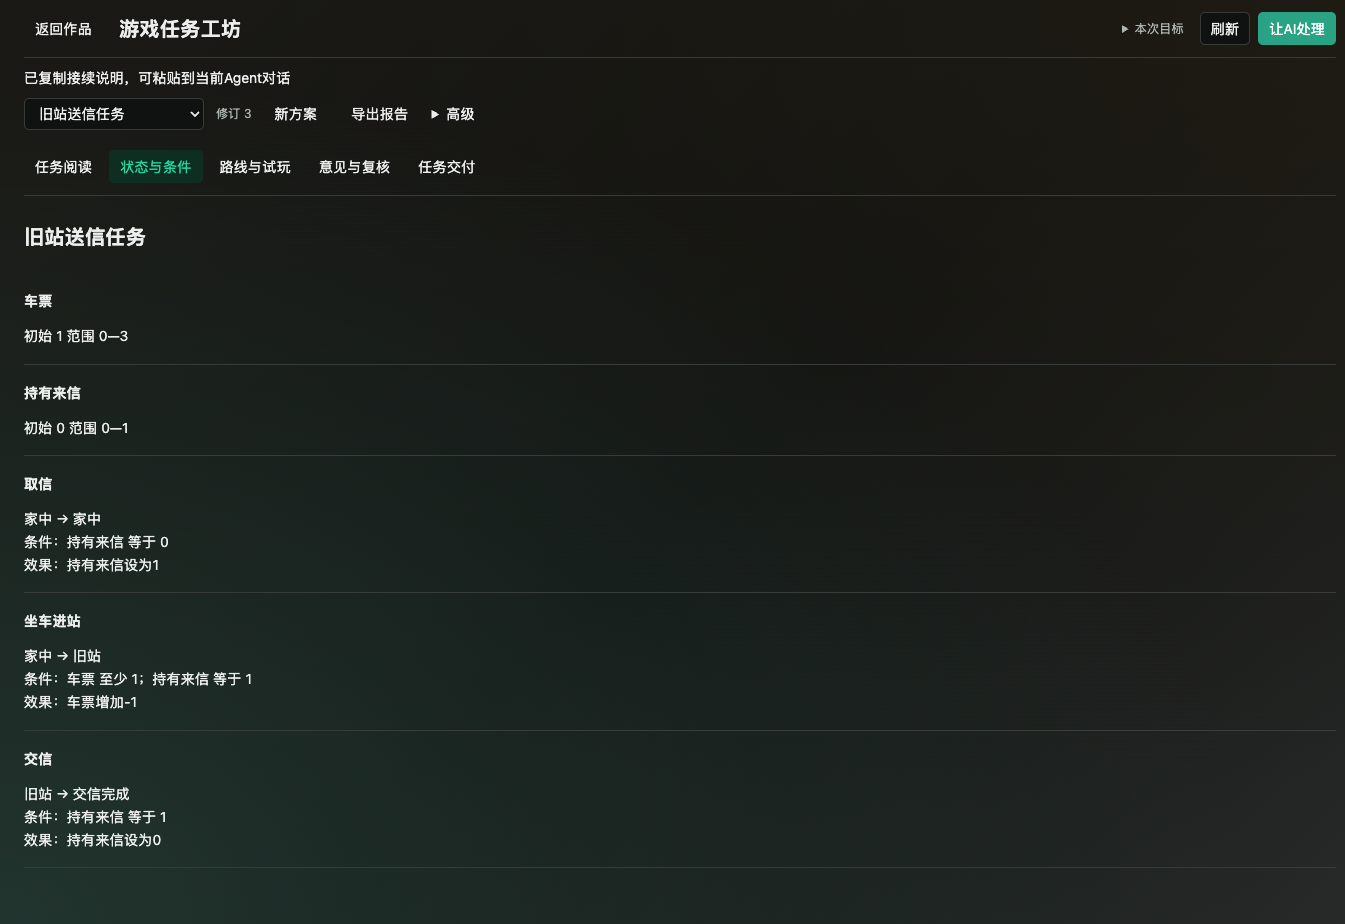 返回作品
游戏任务工坊
▶ 本次目标
刷新
让AI处理
已复制接续说明，可粘贴到当前Agent对话
旧站送信任务
修订 3
新方案
导出报告
▶ 高级
任务阅读
状态与条件
路线与试玩
意见与复核
任务交付
旧站送信任务
车票
初始 1 范围 0—3
持有来信
初始 0 范围 0—1
取信
家中 → 家中
条件：持有来信 等于 0
效果：持有来信设为1
坐车进站
家中 → 旧站
条件：车票 至少 1；持有来信 等于 1
效果：车票增加-1
交信
旧站 → 交信完成
条件：持有来信 等于 1
效果：持有来信设为0